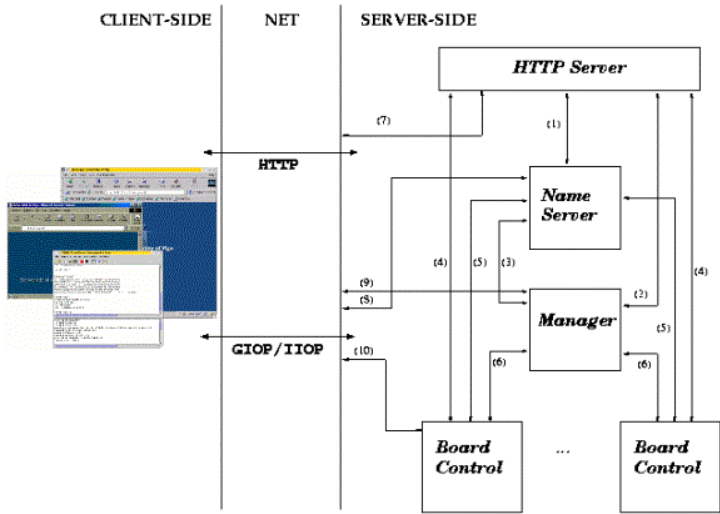 CLIENT-SIDE
NET
SERVER-SIDE
HTTP Server
(7)
(1)
HTTP
Name
Server
(4)
(5)
(3)
(4)
(9)
(8)
(2)
Manager
(5)
GIOP/IIOP
(10)
(6)
(6)
Board
Control
...
Board
Control